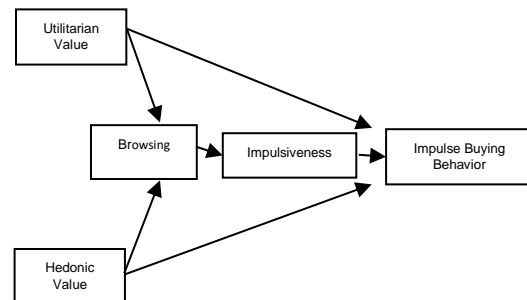 Utilitarian
Value
Browsing
Impulsiveness
Impulse Buying
Behavior
Hedonic
Value